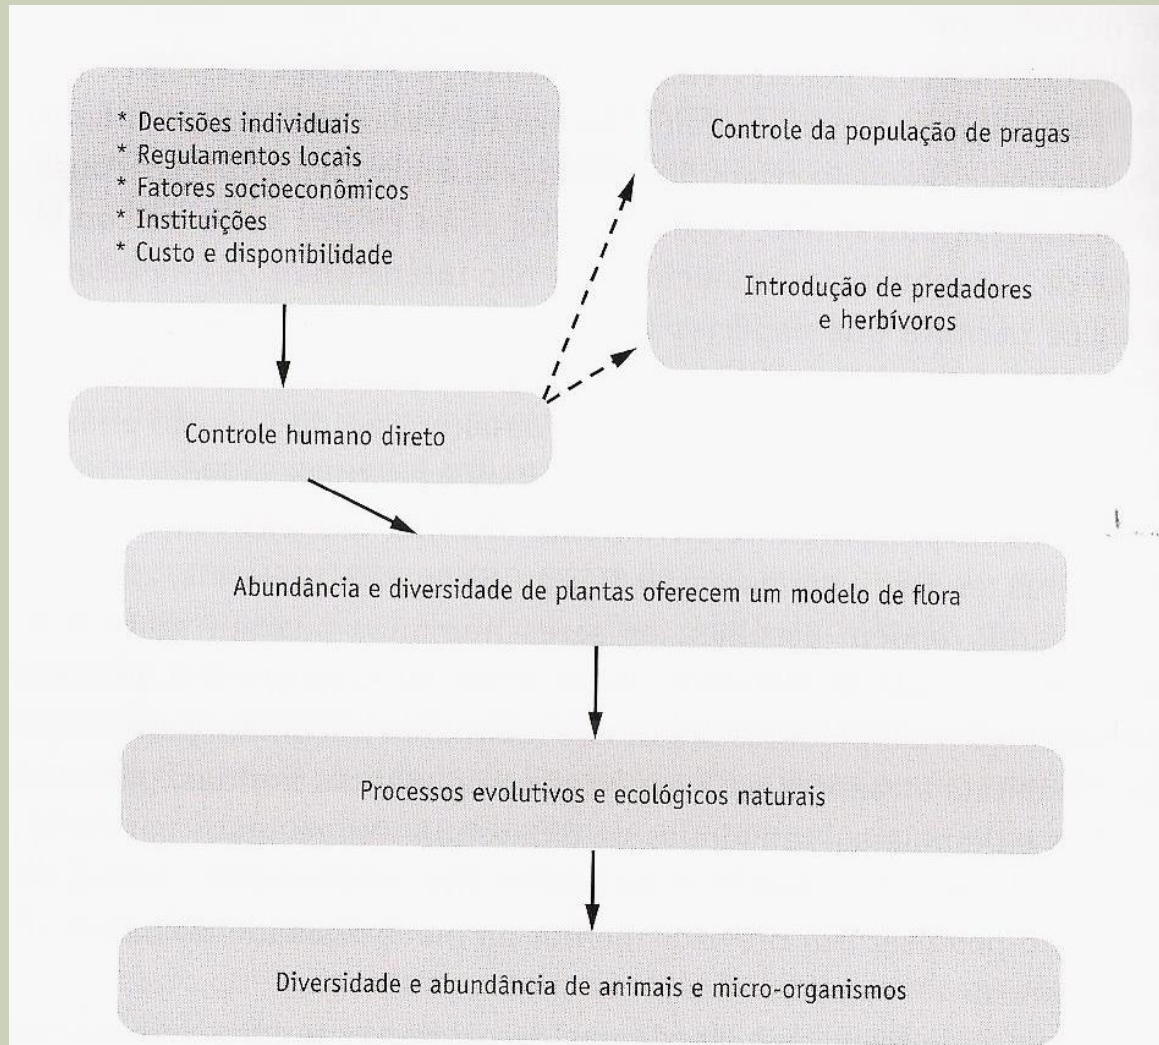 * Decisões individuais
* Regulamentos locais
* Fatores socioeconômicos
* Instituições
* Custo e disponibilidade
Controle da população de pragas
Introdução de predadores
e herbívoros
Controle humano direto
Abundância e diversidade de plantas oferecem um modelo de flora
Processos evolutivos e ecológicos naturais
Diversidade e abundância de animais e micro-organismos